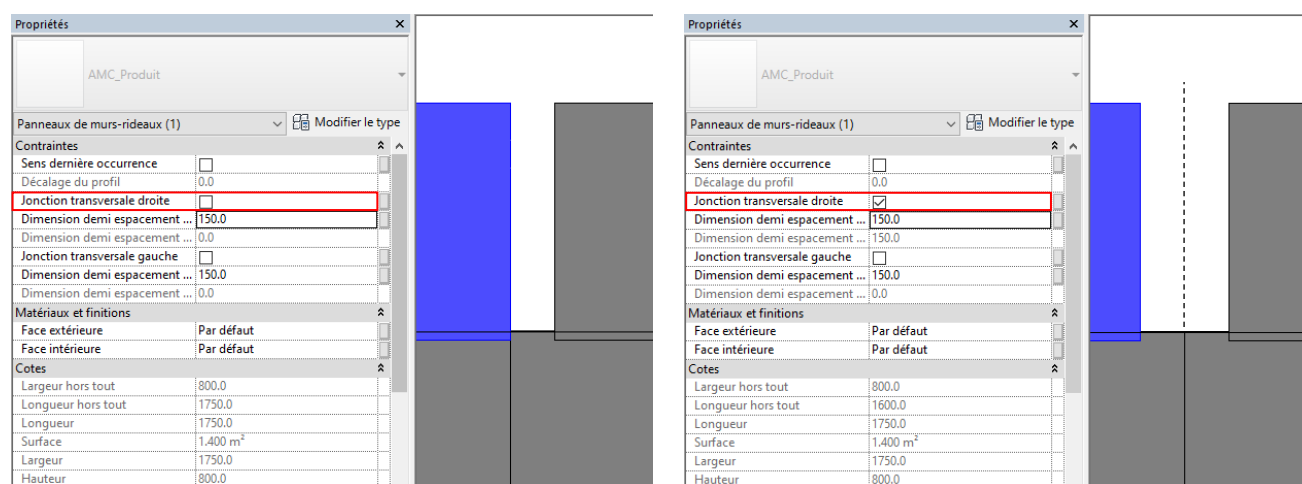 Propriétés
AMC_Produit
Panneaux de murs-rideaux (1) Modifier le type
Contraintes
Sens dernière occurrence
Décalage du profil 0.0
Jonction transversale droite
Dimension demi espacement ... 150.0
Dimension demi espacement ... 0.0
Jonction transversale gauche
Dimension demi espacement ... 150.0
Dimension demi espacement ... 0.0
Matériaux et finitions
Face extérieure Par défaut
Face intérieure Par défaut
Cotes
Largeur hors tout 800.0
Longueur hors tout 1750.0
Longueur 1750.0
Surface 1.400 m²
Largeur 1750.0
Hauteur 800.0
Propriétés
AMC_Produit
Panneaux de murs-rideaux (1) Modifier le type
Contraintes
Sens dernière occurrence
Décalage du profil 0.0
Jonction transversale droite
Dimension demi espacement ... 150.0
Dimension demi espacement ... 150.0
Jonction transversale gauche
Dimension demi espacement ... 150.0
Dimension demi espacement ... 0.0
Matériaux et finitions
Face extérieure Par défaut
Face intérieure Par défaut
Cotes
Largeur hors tout 800.0
Longueur hors tout 1600.0
Longueur 1750.0
Surface 1.400 m²
Largeur 1750.0
Hauteur 800.0